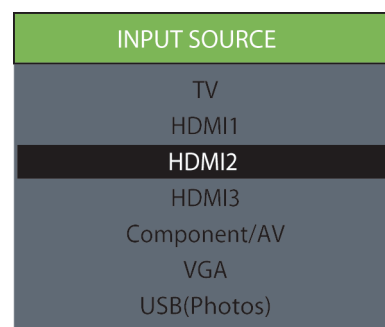 INPUT SOURCE
TV
HDMI1
HDMI2
HDMI3
Component/AV
VGA
USB(Photos)